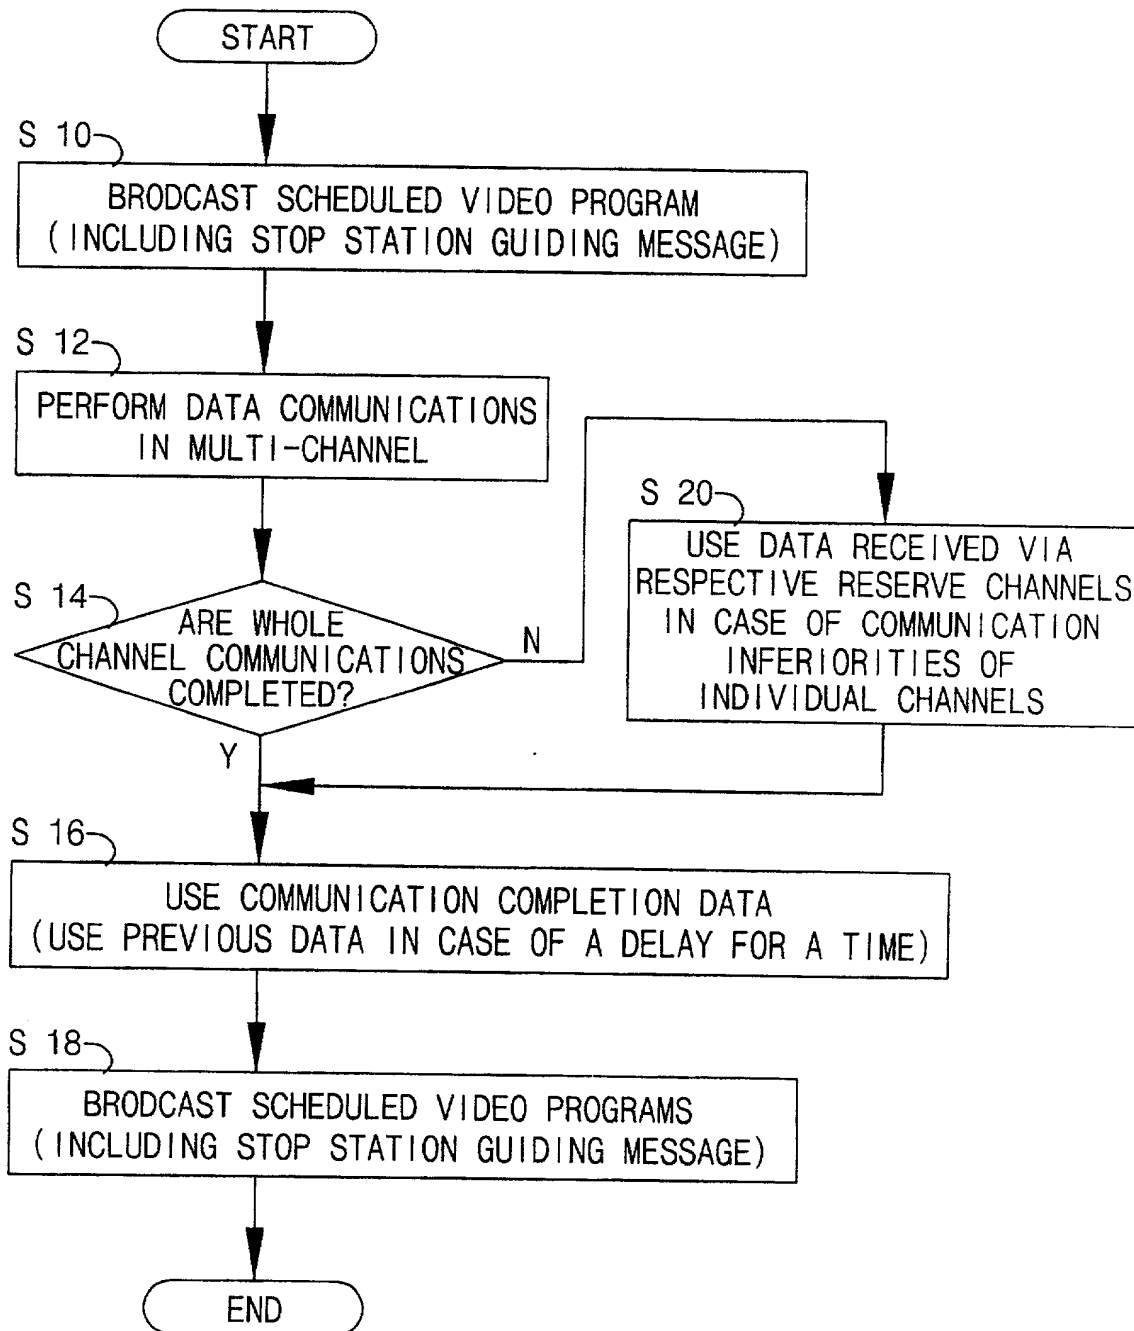 START
S 10
BRODCAST SCHEDULED VIDEO PROGRAM
(INCLUDING STOP STATION GUIDING MESSAGE)
S 12
PERFORM DATA COMMUNICATIONS
IN MULTI-CHANNEL
S 14
ARE WHOLE
CHANNEL COMMUNICATIONS
COMPLETED?
N
Y
S 20
USE DATA RECEIVED VIA
RESPECTIVE RESERVE CHANNELS
IN CASE OF COMMUNICATION
INFERIORITIES OF
INDIVIDUAL CHANNELS
S 16
USE COMMUNICATION COMPLETION DATA
(USE PREVIOUS DATA IN CASE OF A DELAY FOR A TIME)
S 18
BRODCAST SCHEDULED VIDEO PROGRAMS
(INCLUDING STOP STATION GUIDING MESSAGE)
END